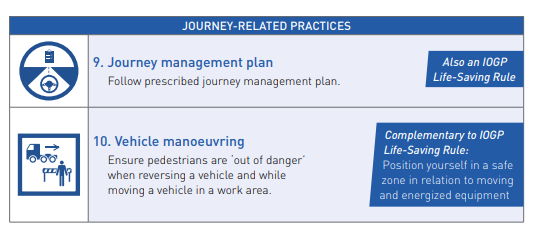 JOURNEY-RELATED PRACTICES
9. Journey management plan
Follow prescribed journey management plan.
Also an IOGP
Life-Saving Rule
10. Vehicle manoeuvring
Ensure pedestrians are ‘out of danger’
when reversing a vehicle and while
moving a vehicle in a work area.
Complementary to IOGP
Life-Saving Rule:
Position yourself in a safe
zone in relation to moving
and energized equipment